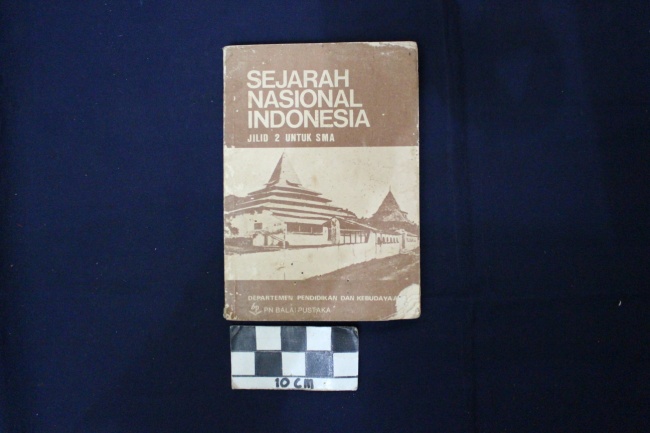 SEJARAH
NASIONAL
INDONESIA
JILID 2 UNTUK SMA
DEPARTEMEN PENDIDIKAN DAN KEBUDAYAAN
PN BALAI PUSTAKA
10 CM